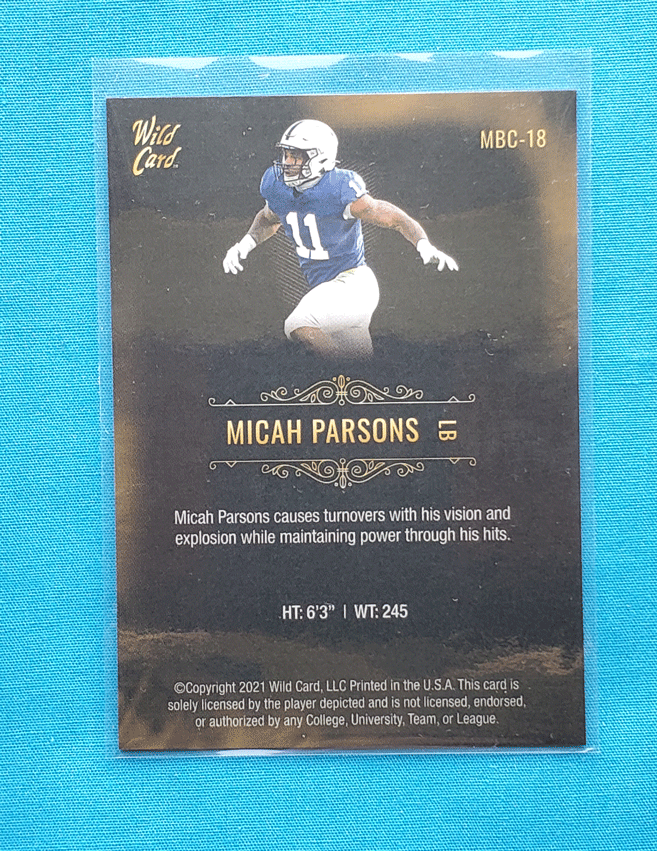 Wild
Card™
MBC-18
11
11
MICAH PARSONS LB
Micah Parsons causes turnovers with his vision and
explosion while maintaining power through his hits.
HT: 6'3" | WT: 245
©Copyright 2021 Wild Card, LLC Printed in the U.S.A. This card is
solely licensed by the player depicted and is not licensed, endorsed,
or authorized by any College, University, Team, or League.